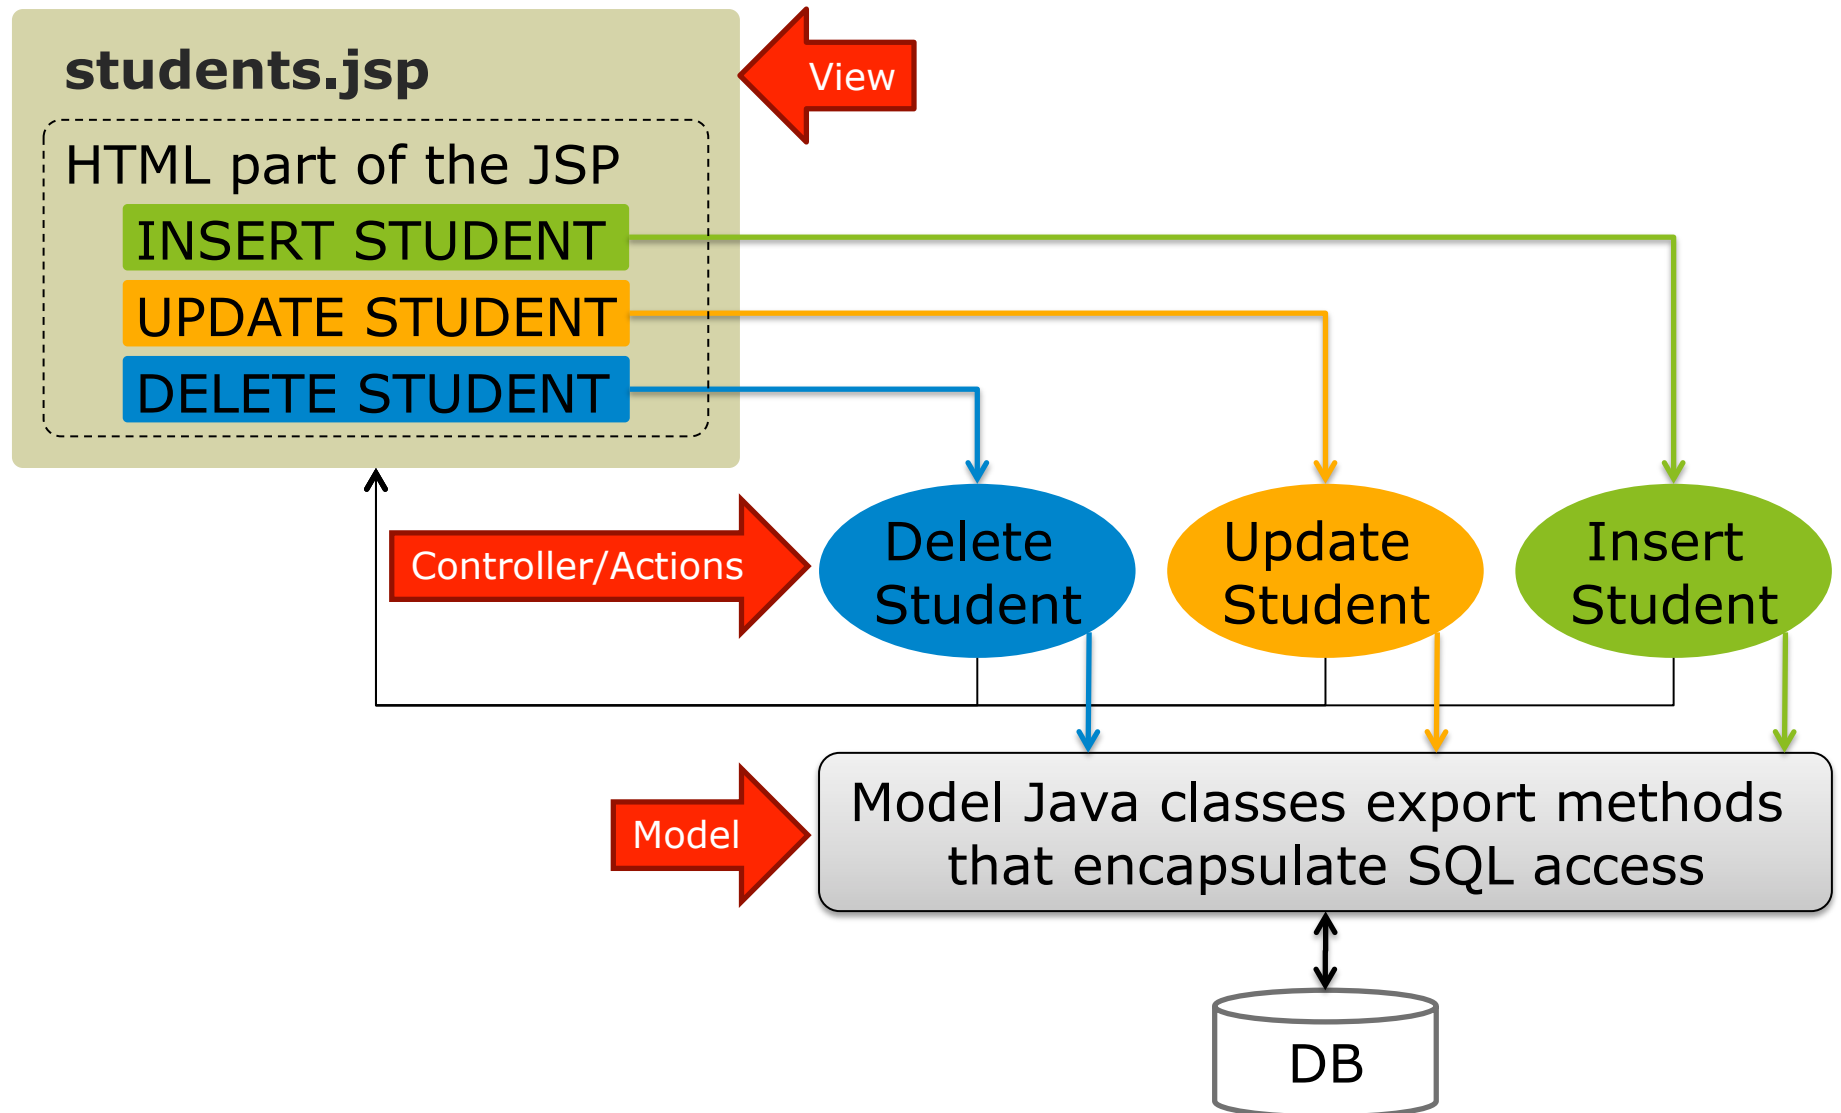 students.jsp
View
HTML part of the JSP
INSERT STUDENT
UPDATE STUDENT
DELETE STUDENT
Controller/Actions
Delete
Student
Update
Student
Insert
Student
Model
Model Java classes export methods
that encapsulate SQL access
DB